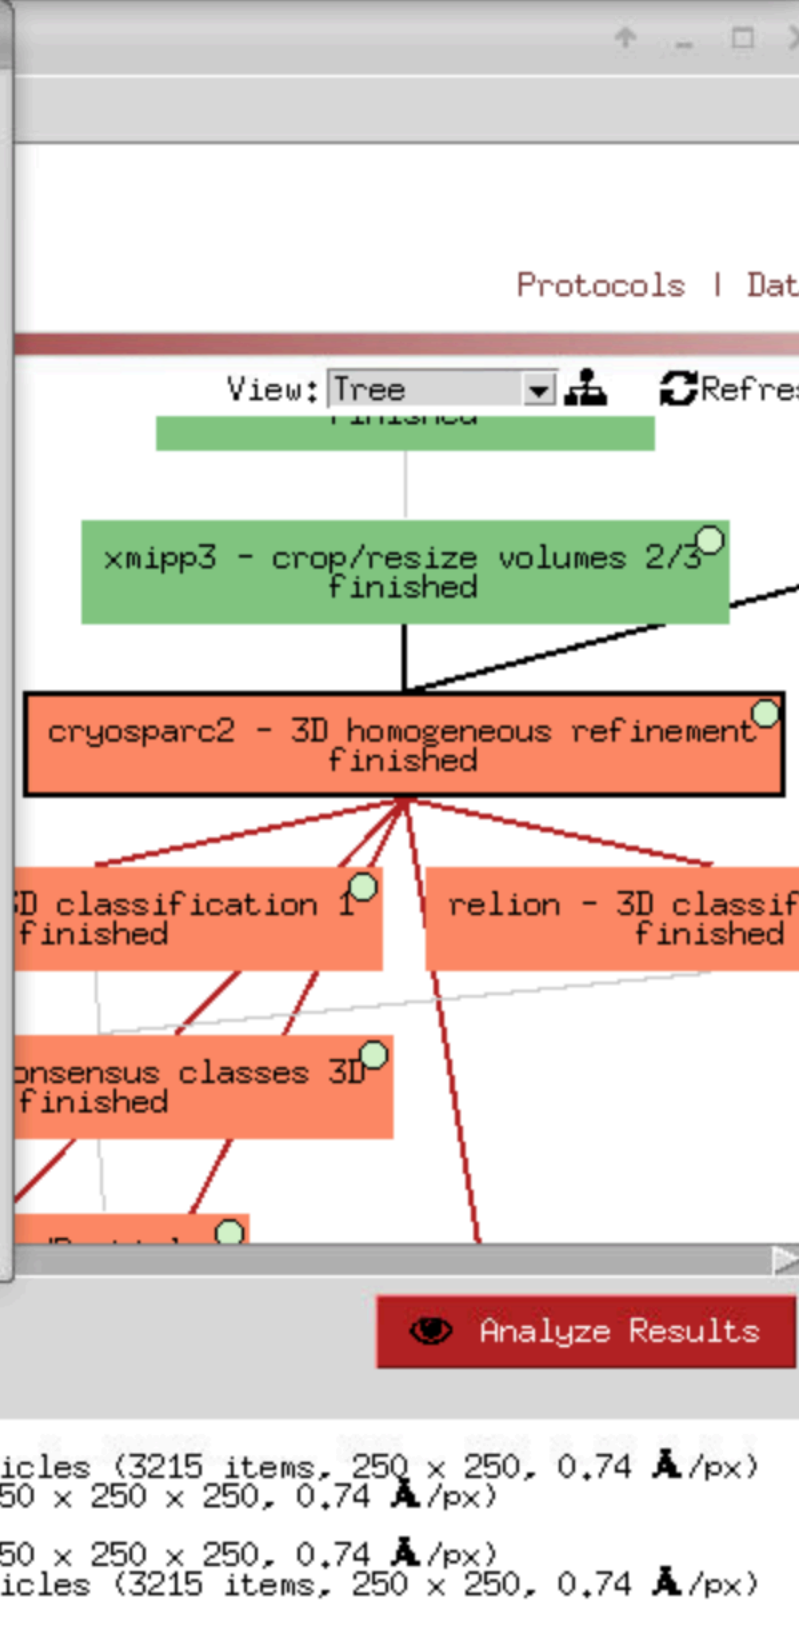 Protocols | Dat
View: Tree Refres
finished
xmipp3 - crop/resize volumes 2/3
finished
cryosparc2 - 3D homogeneous refinement
finished
3D classification 1
finished
relion - 3D classif
finished
onsensus classes 3D
finished
Analyze Results
icles (3215 items, 250 x 250, 0.74 Å/px)
50 x 250 x 250, 0.74 Å/px)
50 x 250 x 250, 0.74 Å/px)
icles (3215 items, 250 x 250, 0.74 Å/px)